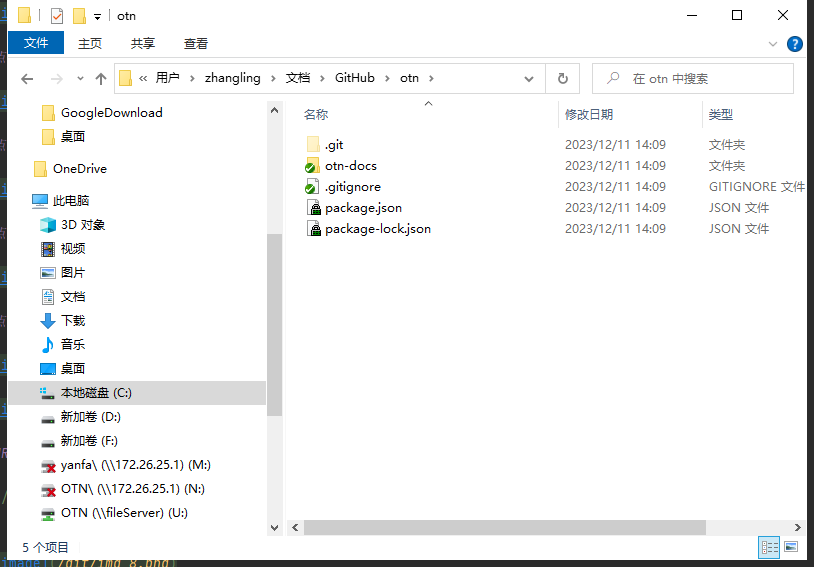 otn
文件 主页 共享 查看
« 用户 › zhangling › 文档 › GitHub › otn ›
在 otn 中搜索
GoogleDownload
桌面
OneDrive
此电脑
3D 对象
视频
图片
文档
下载
音乐
桌面
本地磁盘 (C:)
新加卷 (D:)
新加卷 (F:)
yanfa\ (\\172.26.25.1) (M:)
OTN\ (\\172.26.25.1) (N:)
OTN (\\fileServer) (U:)
名称 修改日期 类型
.git 2023/12/11 14:09 文件夹
otn-docs 2023/12/11 14:09 文件夹
.gitignore 2023/12/11 14:09 GITIGNORE 文件
package.json 2023/12/11 14:09 JSON 文件
package-lock.json 2023/12/11 14:09 JSON 文件
5 个项目